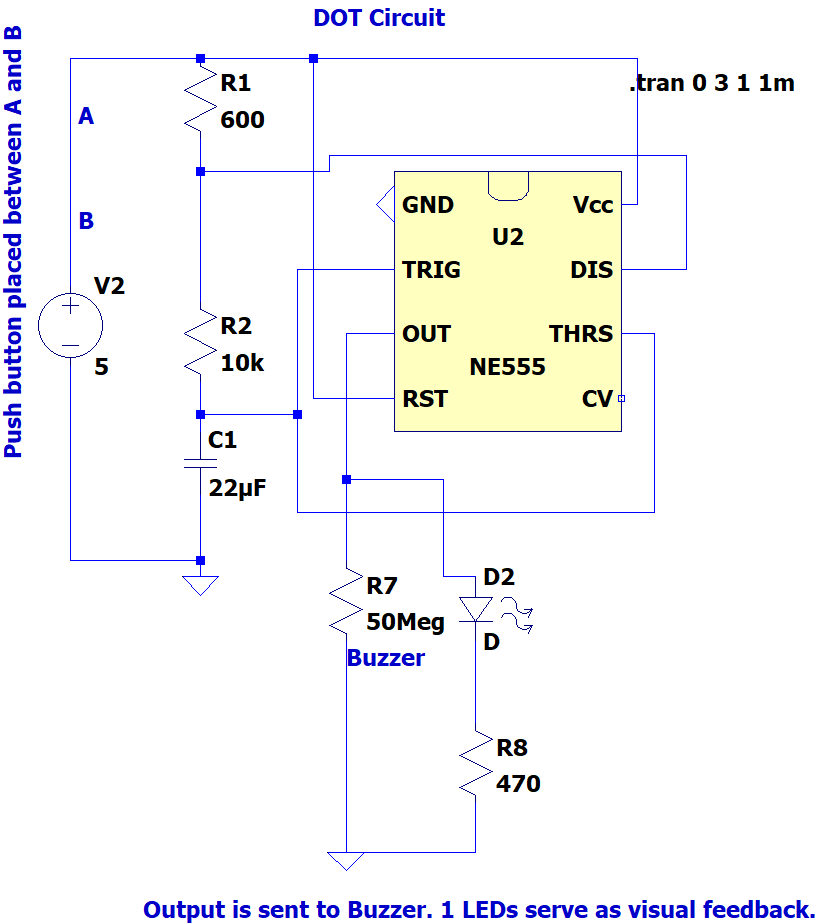 DOT Circuit
Push button placed between A and B
R1
600
.tran 0 3 1 1m
A
B
GND
Vcc
U2
TRIG
DIS
V2
5
R2
10k
OUT
THRS
NE555
RST
CV
C1
22µF
R7
50Meg
Buzzer
D2
D
R8
470
Output is sent to Buzzer. 1 LEDs serve as visual feedback.